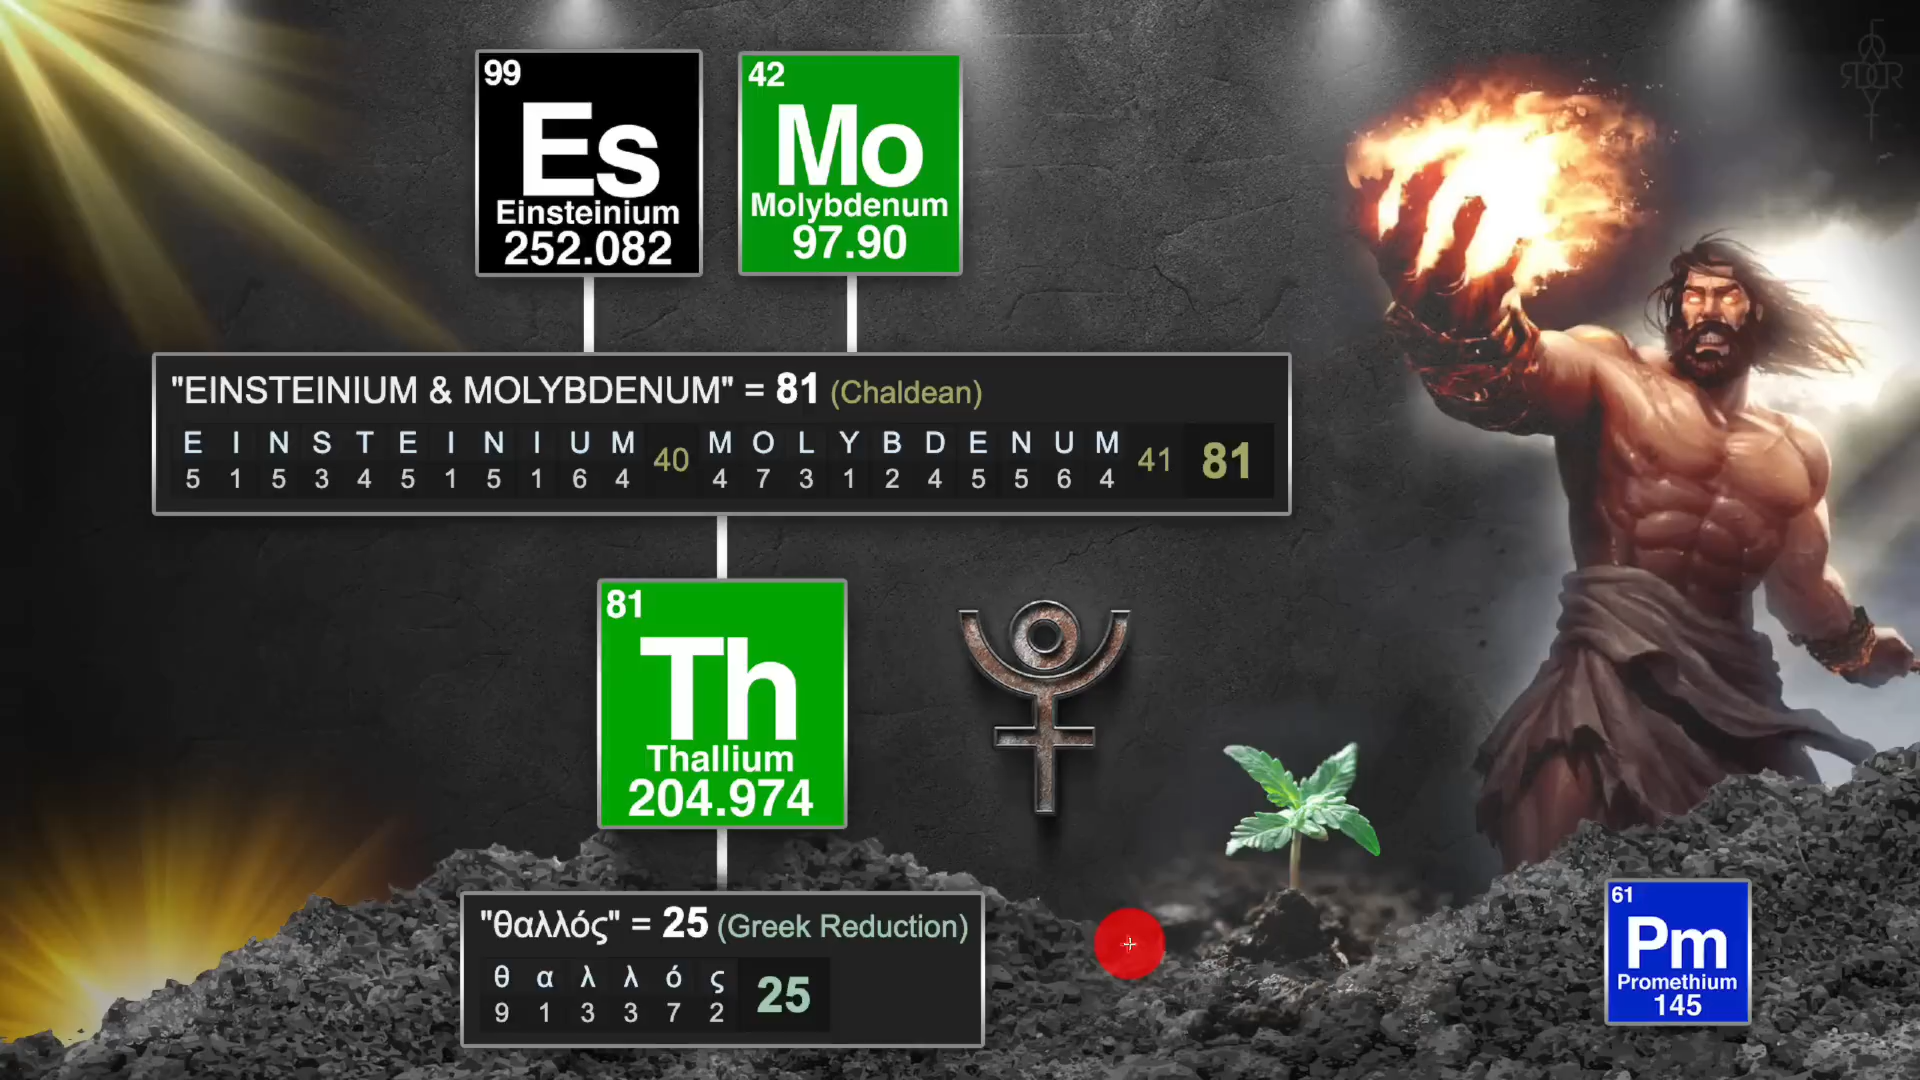 99
Es
Einsteinium
252.082
42
Mo
Molybdenum
97.90
"EINSTEINIUM & MOLYBDENUM" = 81 (Chaldean)
E I N S T E I N I U M 40 M O L Y B D E N U M 41 81
5 1 5 3 4 5 1 5 1 6 4 4 7 3 1 2 4 5 5 6 4
81
Th
Thallium
204.974
"θαλλός" = 25 (Greek Reduction)
θ α λ λ ό ς 25
9 1 3 3 7 2
61
Pm
Promethium
145